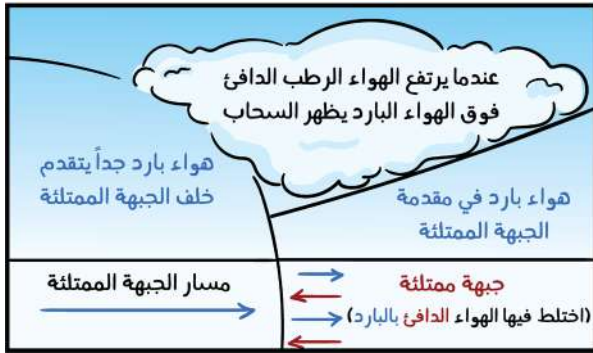 عندما يرتفع الهواء الرطب الدافئ
فوق الهواء البارد يظهر السحاب
هواء بارد في مقدمة
الجبهة الممتلئة
هواء بارد جداً يتقدم
خلف الجبهة الممتلئة
جبهة ممتلئة
(اختلط فيها الهواء الدافئ بالبارد)
مسار الجبهة الممتلئة